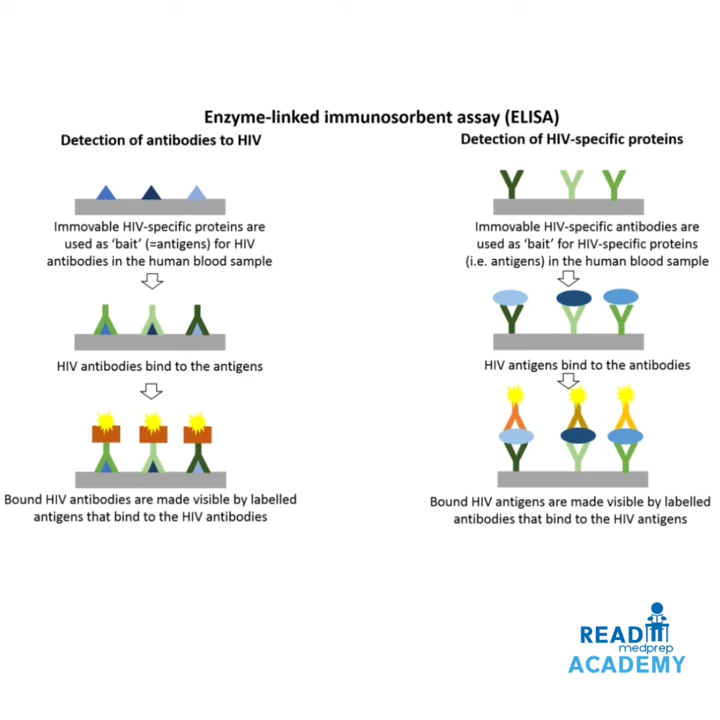 Enzyme-linked immunosorbent assay (ELISA)
Detection of antibodies to HIV
Immovable HIV-specific proteins are
used as ‘bait’ (=antigens) for HIV
antibodies in the human blood sample
HIV antibodies bind to the antigens
Bound HIV antibodies are made visible by labelled
antigens that bind to the HIV antibodies
Detection of HIV-specific proteins
Immovable HIV-specific antibodies are
used as ‘bait’ for HIV-specific proteins
(i.e. antigens) in the human blood sample
HIV antigens bind to the antibodies
Bound HIV antigens are made visible by labelled
antibodies that bind to the HIV antigens
READ
medprep
ACADEMY